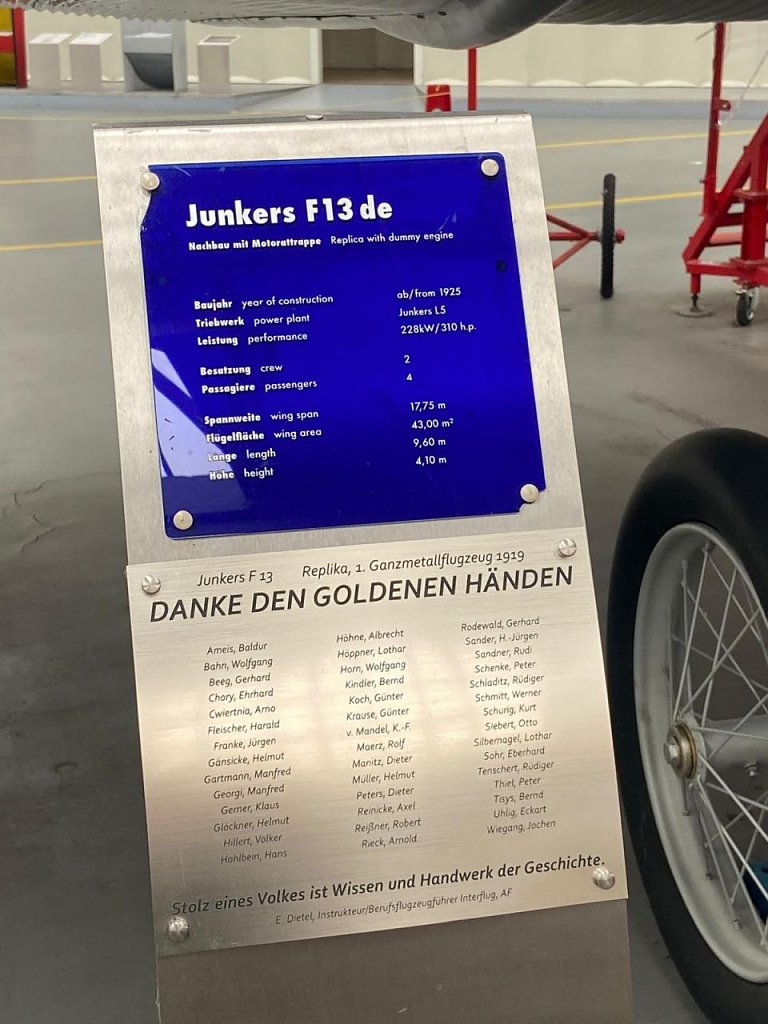 Junkers F13 de
Nachbau mit Motorattrappe Replica with dummy engine
Baujahr year of construction ab/from 1925
Triebwerk power plant Junkers L5
Leistung performance 228kW/310 h.p.
Besatzung crew 2
Passagiere passengers 4
Spannweite wing span 17,75 m
Flügelfläche wing area 43,00 m²
Länge length 9,60 m
Höhe height 4,10 m
Junkers F 13 Replika, 1. Ganzmetallflugzeug 1919
DANKE DEN GOLDENEN HÄNDEN
Ameis, Baldur
Bahn, Wolfgang
Beeg, Gerhard
Chory, Ehrhard
Cwiertnia, Arno
Fleischer, Harald
Franke, Jürgen
Gänsicke, Helmut
Gartmann, Manfred
Georgi, Manfred
Gerner, Klaus
Glöckner, Helmut
Hillert, Volker
Hohlbein, Hans
Höhne, Albrecht
Höppner, Lothar
Horn, Wolfgang
Kindler, Bernd
Koch, Günter
Krause, Günter
v. Mandel, K.-F.
Maerz, Rolf
Manitz, Dieter
Müller, Helmut
Peters, Dieter
Reinicke, Axel
Reißner, Robert
Rieck, Arnold
Rodewald, Gerhard
Sander, H.-Jürgen
Sandner, Rudi
Schenke, Peter
Schladitz, Rüdiger
Schmitt, Werner
Schurig, Kurt
Siebert, Otto
Silbernagel, Lothar
Sohr, Eberhard
Tenschert, Rüdiger
Thiel, Peter
Tisys, Bernd
Uhlig, Eckart
Wiegang, Jochen
Stolz eines Volkes ist Wissen und Handwerk der Geschichte.
E. Dietel, Instrukteur/Berufsflugzeugführer Interflug, AF